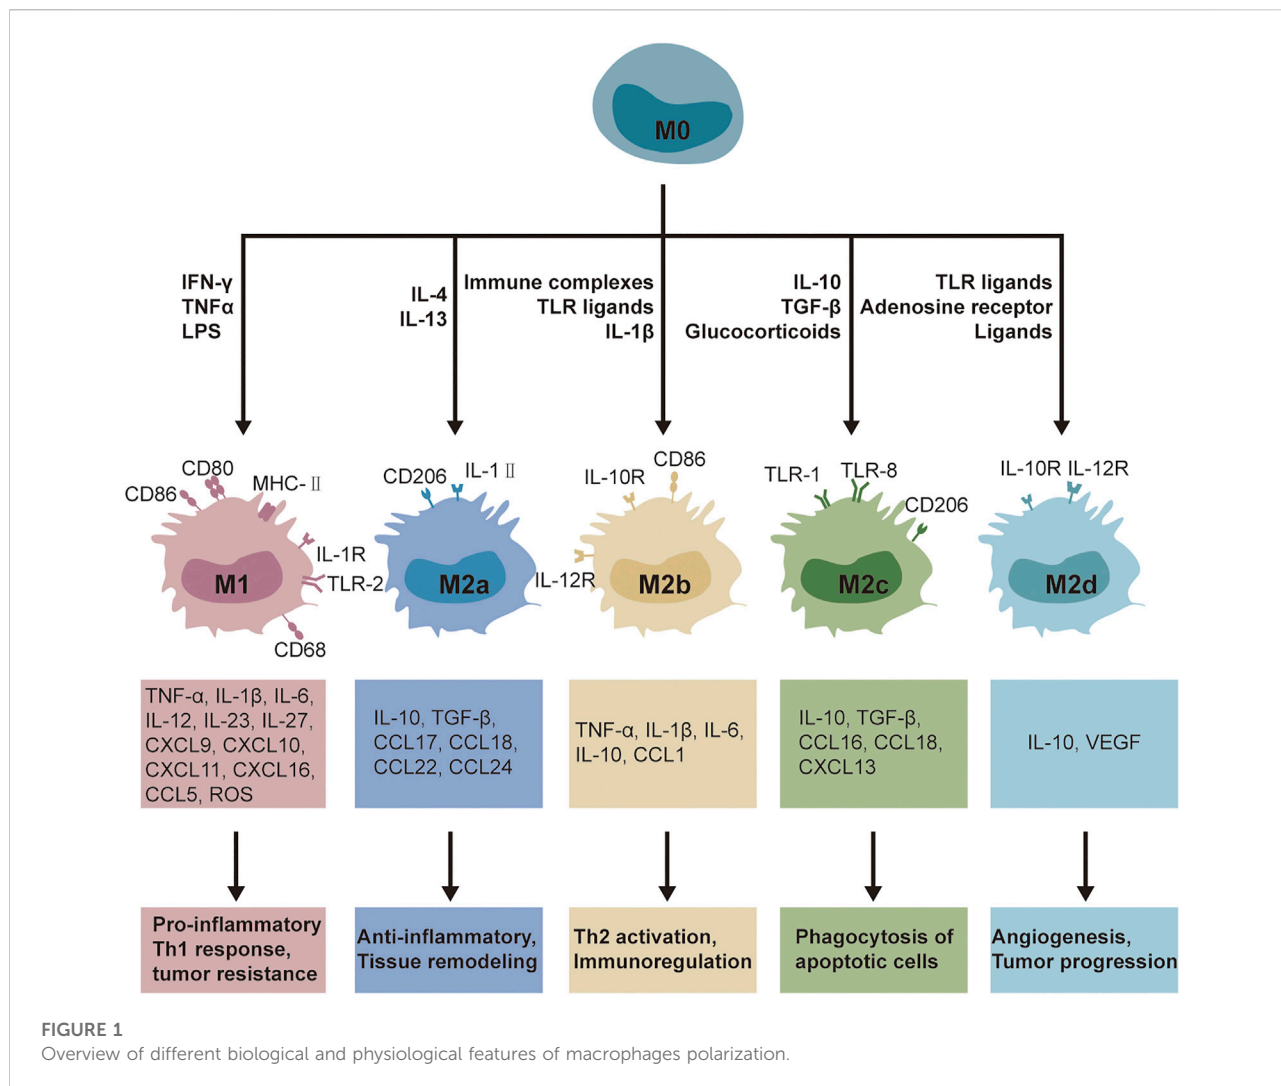 M0
IFN-γ
TNFα
LPS
IL-4
IL-13
Immune complexes
TLR ligands
IL-1β
IL-10
TGF-β
Glucocorticoids
TLR ligands
Adenosine receptor
Ligands
CD86
CD80
MHC-Ⅱ
IL-1R
TLR-2
CD68
M1
CD206
IL-1Ⅱ
M2a
IL-10R
CD86
IL-12R
M2b
TLR-1
TLR-8
CD206
M2c
IL-10R
IL-12R
M2d
TNF-α, IL-1β, IL-6,
IL-12, IL-23, IL-27,
CXCL9, CXCL10,
CXCL11, CXCL16,
CCL5, ROS
IL-10, TGF-β,
CCL17, CCL18,
CCL22, CCL24
TNF-α, IL-1β, IL-6,
IL-10, CCL1
IL-10, TGF-β,
CCL16, CCL18,
CXCL13
IL-10, VEGF
Pro-inflammatory
Th1 response,
tumor resistance
Anti-inflammatory,
Tissue remodeling
Th2 activation,
Immunoregulation
Phagocytosis of
apoptotic cells
Angiogenesis,
Tumor progression
FIGURE 1
Overview of different biological and physiological features of macrophages polarization.